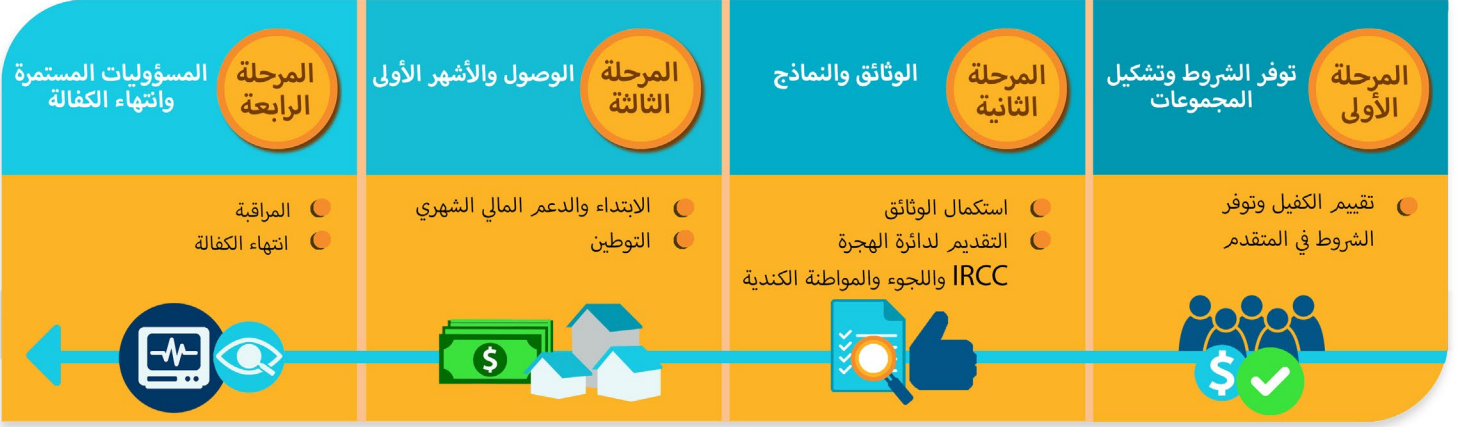 المرحلة
الأولى
توفر الشروط وتشكيل
المجموعات
تقييم الكفيل وتوفر
الشروط في المتقدم
$
المرحلة
الثانية
الوثائق والنماذج
استكمال الوثائق
التقديم لدائرة الهجرة
واللجوء والمواطنة الكندية IRCC
المرحلة
الثالثة
الوصول والأشهر الأولى
الابتداء والدعم المالي الشهري
التوطين
$
المرحلة
الرابعة
المسؤوليات المستمرة
وانتهاء الكفالة
المراقبة
انتهاء الكفالة